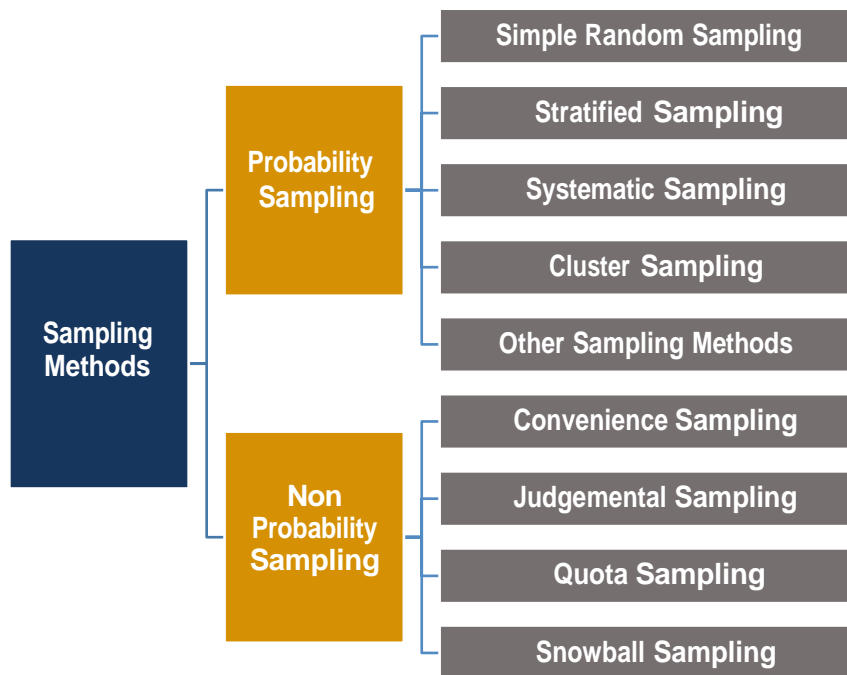 Sampling
Methods
Probability
Sampling
Simple Random Sampling
Stratified Sampling
Systematic Sampling
Cluster Sampling
Other Sampling Methods
Non
Probability
Sampling
Convenience Sampling
Judgemental Sampling
Quota Sampling
Snowball Sampling